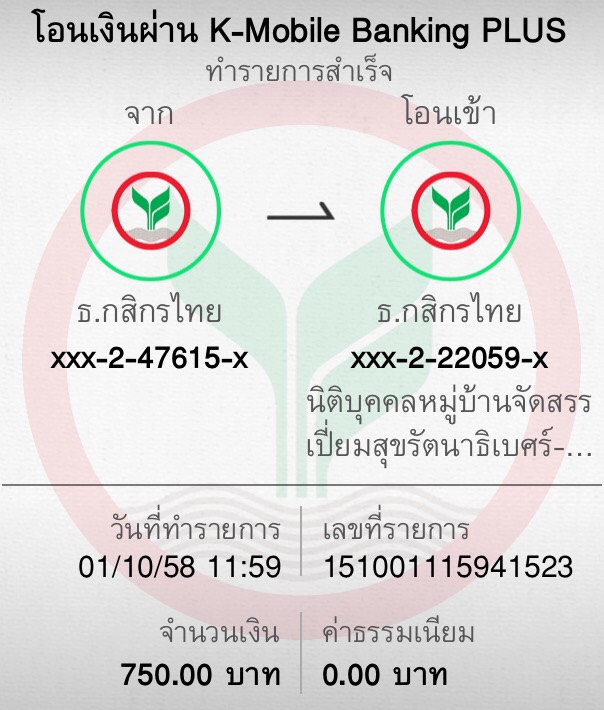 โอนเงินผ่าน K-Mobile Banking PLUS
ทำรายการสำเร็จ
จาก
โอนเข้า
ธ.กสิกรไทย
ธ.กสิกรไทย
xxx-2-47615-x
xxx-2-22059-x
นิติบุคคลหมู่บ้านจัดสรร
เปี่ยมสุขรัตนาธิเบศร์-...
วันที่ทำรายการ
เลขที่รายการ
01/10/58 11:59
151001115941523
จำนวนเงิน
ค่าธรรมเนียม
750.00 บาท
0.00 บาท